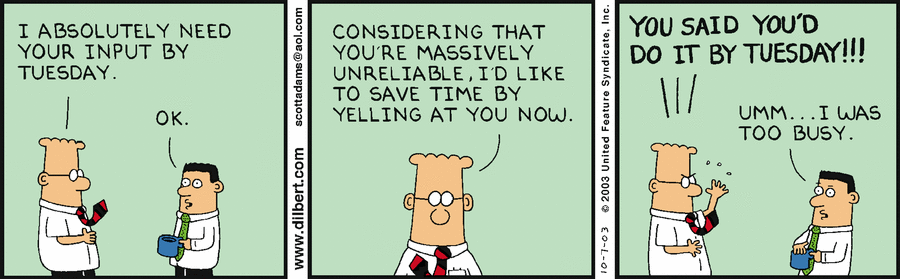 I ABSOLUTELY NEED
YOUR INPUT BY
TUESDAY.
OK.
www.dilbert.com
scottadams@aol.com
CONSIDERING THAT
YOU'RE MASSIVELY
UNRELIABLE, I'D LIKE
TO SAVE TIME BY
YELLING AT YOU NOW.
10-7-03 © 2003 United Feature Syndicate, Inc.
YOU SAID YOU'D
DO IT BY TUESDAY!!!
UMM...I WAS
TOO BUSY.